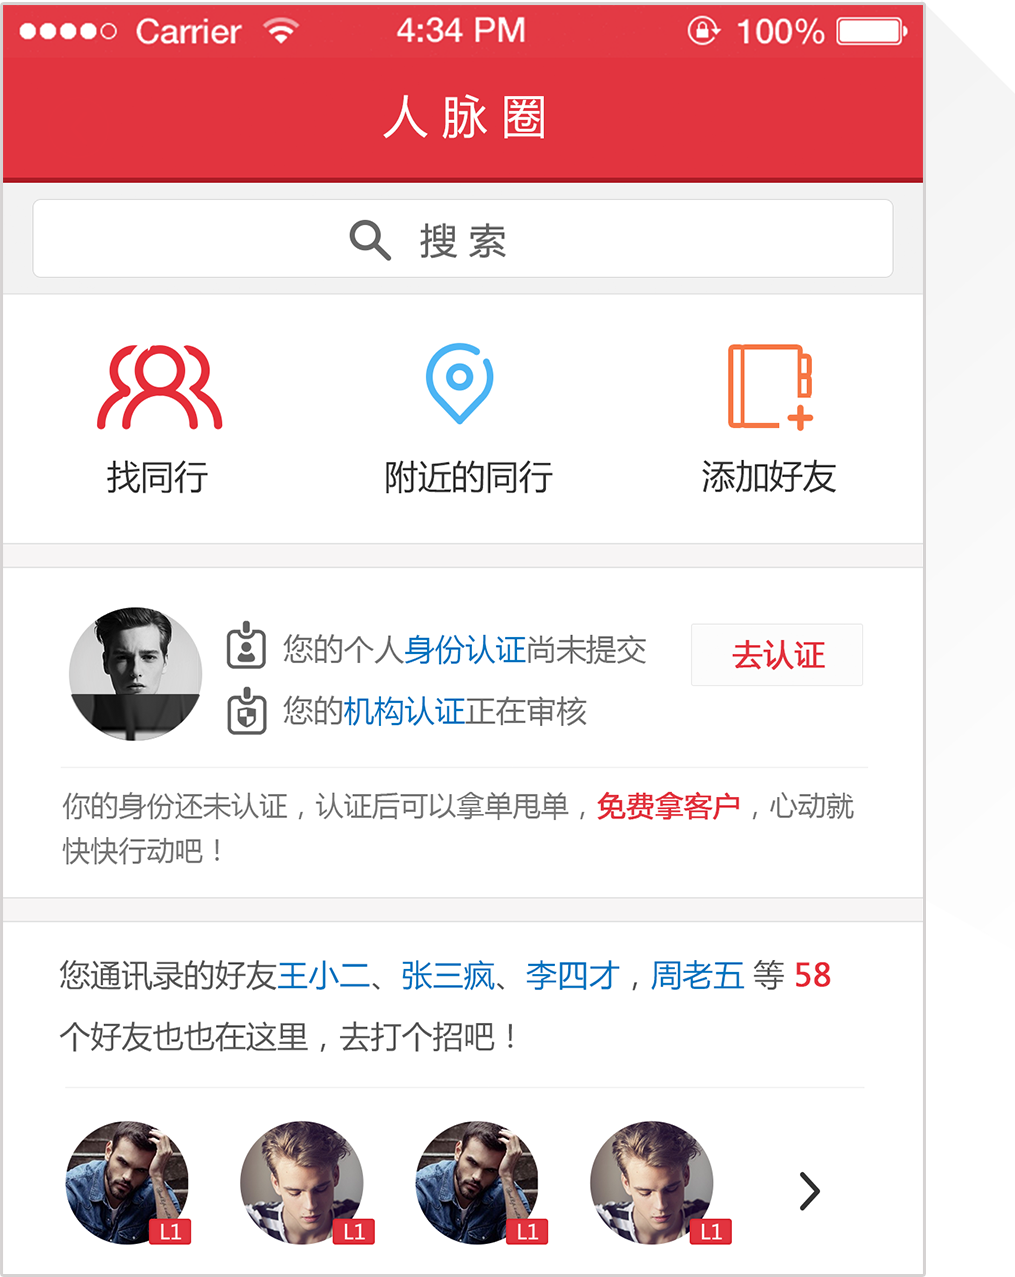 Carrier 4:34 PM 100%
人脉圈
搜索
找同行 附近的同行 添加好友
您的个人身份认证尚未提交 去认证
您的机构认证正在审核
你的身份还未认证，认证后可以拿单甩单，免费拿客户，心动就
快快行动吧！
您通讯录的好友王小二、张三疯、李四才，周老五 等 58
个好友也也在这里，去打个招吧！
L1 L1 L1 L1